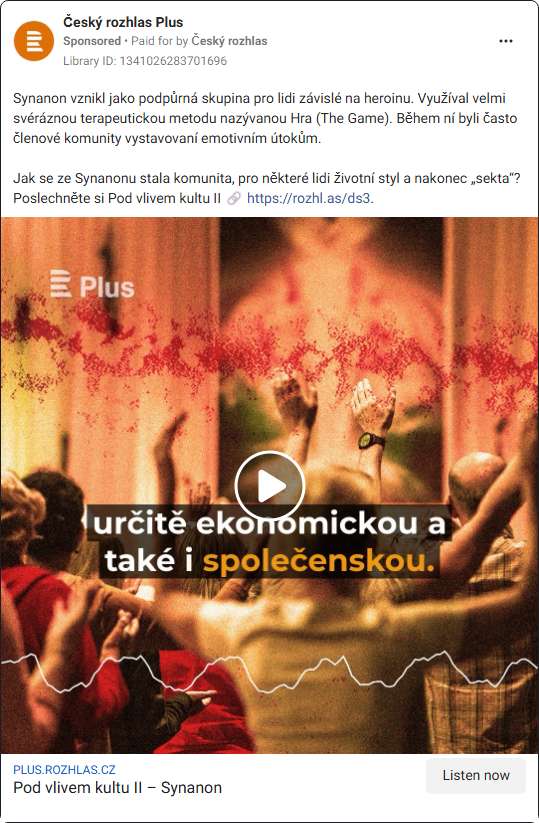 Český rozhlas Plus
Sponsored • Paid for by Český rozhlas
Library ID: 1341026283701696
Synanon vznikl jako podpůrná skupina pro lidi závislé na heroinu. Využíval velmi
svéráznou terapeutickou metodu nazývanou Hra (The Game). Během ní byli často
členové komunity vystavovaní emotivním útokům.
Jak se ze Synanonu stala komunita, pro některé lidi životní styl a nakonec „sekta“?
Poslechněte si Pod vlivem kultu II 🔗 https://rozhl.as/ds3.
Plus
určitě ekonomickou a
také i společenskou.
PLUS.ROZHLAS.CZ
Pod vlivem kultu II – Synanon
Listen now